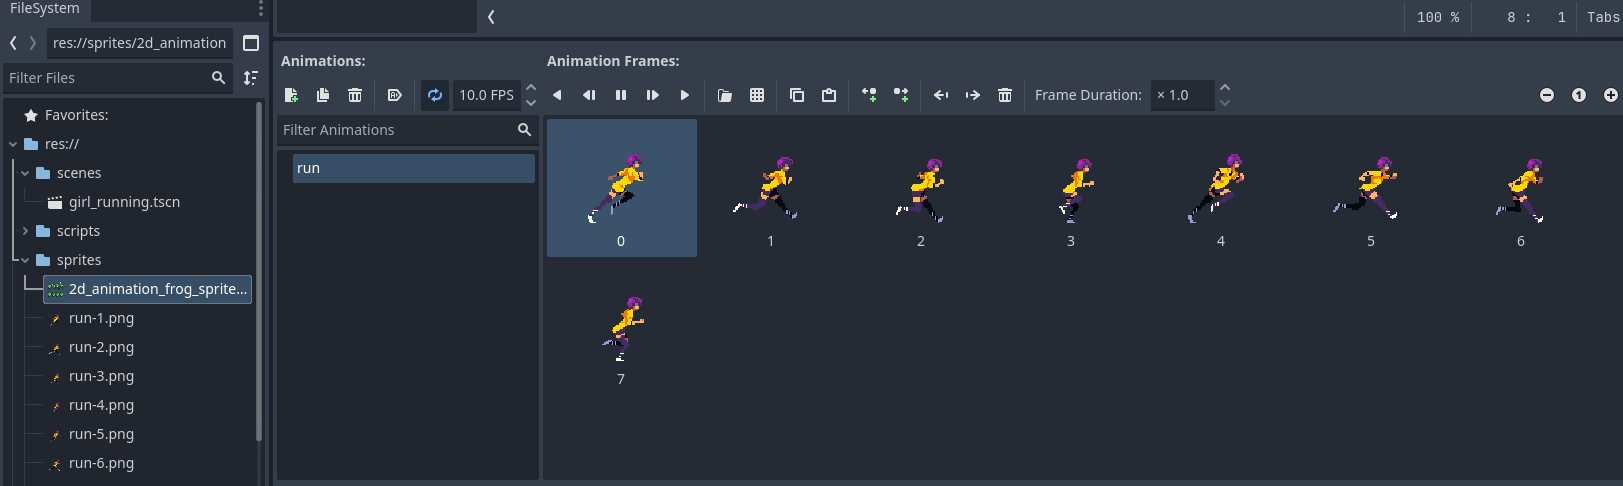 FileSystem
res://sprites/2d_animation
Filter Files
Favorites:
res://
scenes
girl_running.tscn
scripts
sprites
2d_animation_frog_sprite...
run-1.png
run-2.png
run-3.png
run-4.png
run-5.png
run-6.png
100 % 8 : 1 Tabs
Animations:
10.0 FPS
Filter Animations
run
Animation Frames:
Frame Duration: × 1.0
0 1 2 3 4 5 6
7